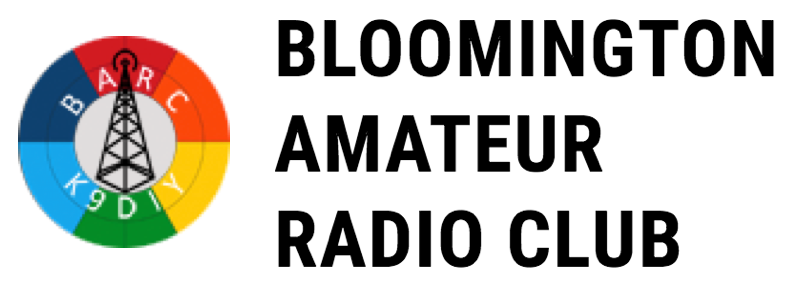 BARC
K9DIY
BLOOMINGTON
AMATEUR
RADIO CLUB